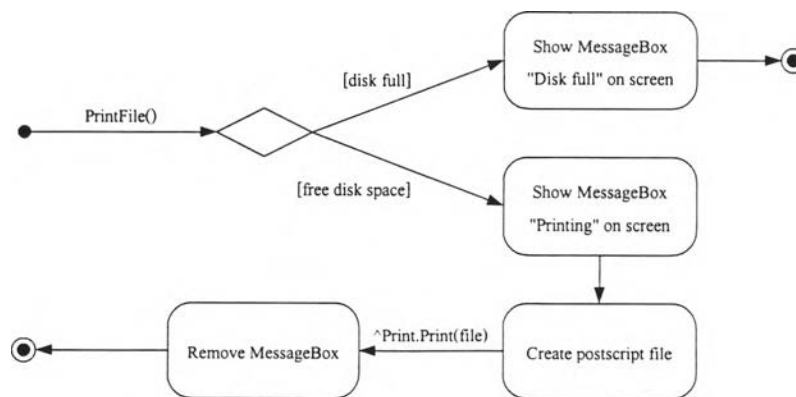 Show MessageBox
"Disk full" on screen
[disk full]
PrintFile()
[free disk space]
Show MessageBox
"Printing" on screen
^Print.Print(file)
Remove MessageBox
Create postscript file